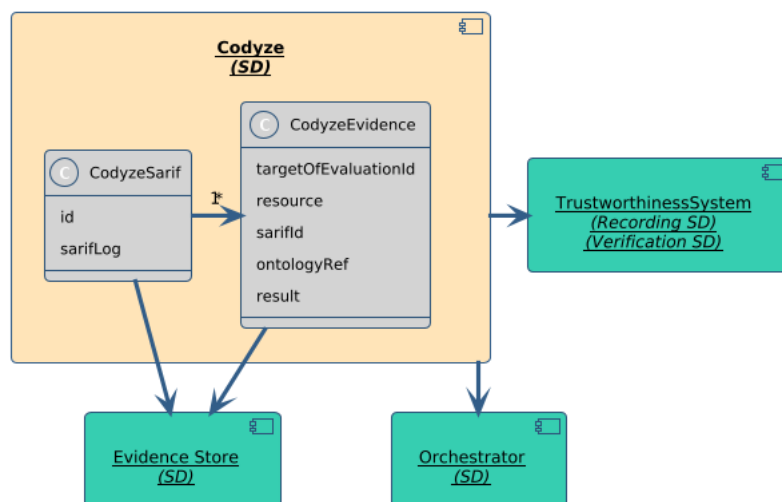 Codyze
(SD)
C CodyzeSarif
id
sarifLog
1 *
C CodyzeEvidence
targetOfEvaluationId
resource
sarifId
ontologyRef
result
TrustworthinessSystem
(Recording SD)
(Verification SD)
Evidence Store
(SD)
Orchestrator
(SD)